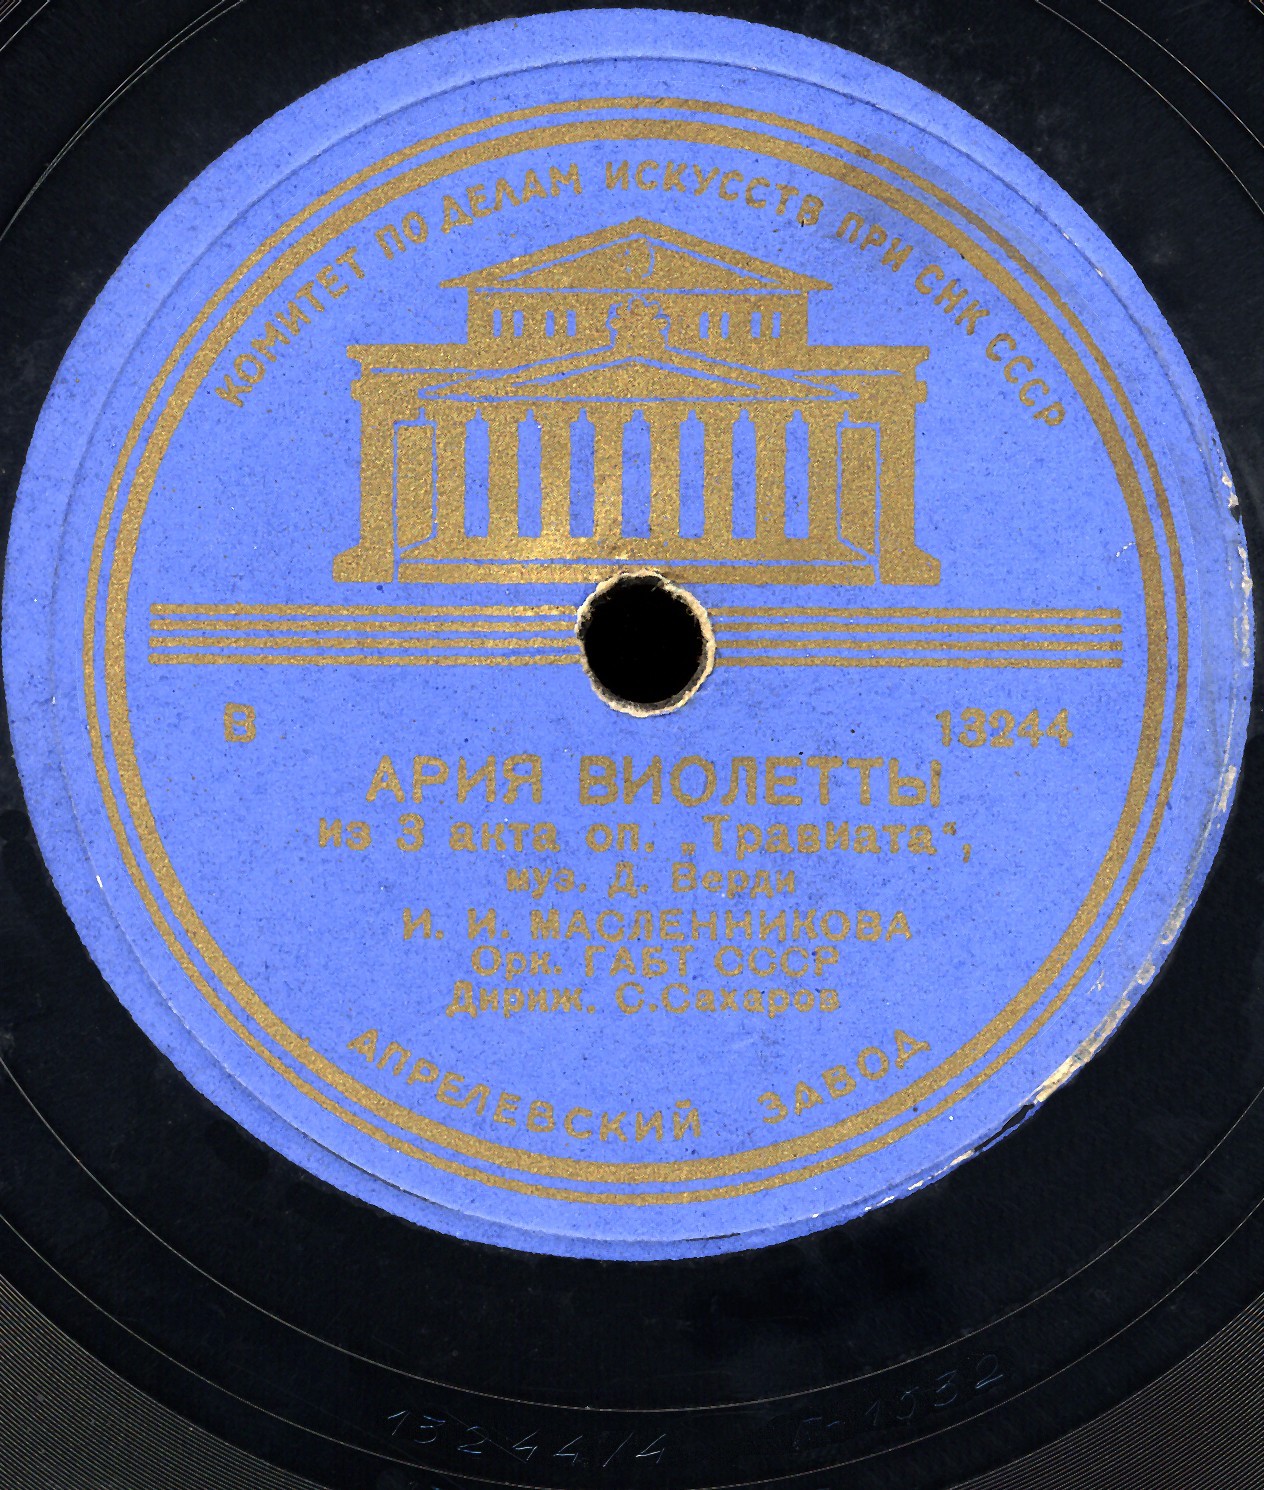 КОМИТЕТ ПО ДЕЛАМ ИСКУССТВ ПРИ СНК СССР
В 13244
АРИЯ ВИОЛЕТТЫ
из 3 акта оп. „Травиата“,
муз. Д. Верди
И. И. МАСЛЕННИКОВА
Орк. ГАБТ СССР
Дириж. С.Сахаров
АПРЕЛЕВСКИЙ ЗАВОД
13244/4